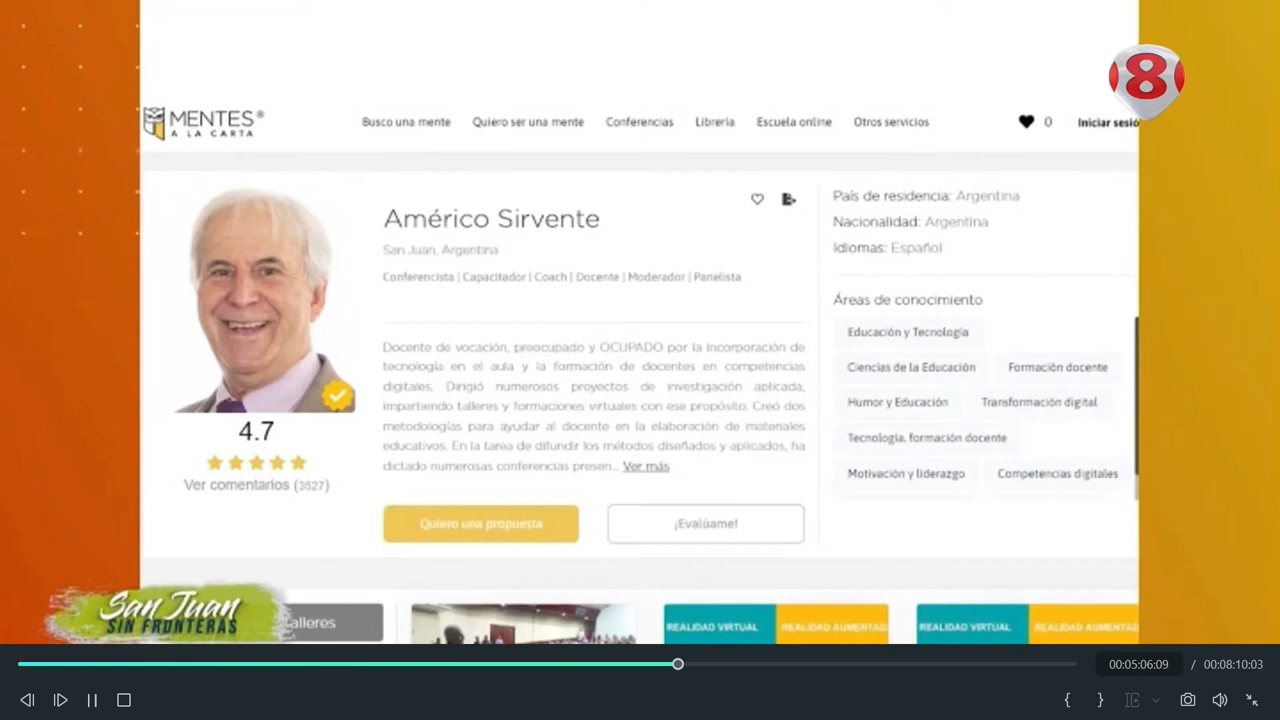 8
MENTES®
A LA CARTA
Busco una mente Quiero ser una mente Conferencias Librería Escuela online Otros servicios
0 Iniciar sesió
Américo Sirvente
San Juan, Argentina
Conferencista | Capacitador | Coach | Docente | Moderador | Panelista
Docente de vocación, preocupado y OCUPADO por la incorporación de
tecnología en el aula y la formación de docentes en competencias
digitales. Dirigió numerosos proyectos de investigación aplicada,
impartiendo talleres y formaciones virtuales con ese propósito. Creó dos
metodologías para ayudar al docente en la elaboración de materiales
educativos. En la tarea de difundir los métodos diseñados y aplicados, ha
dictado numerosas conferencias presen... Ver más
4.7
Ver comentarios (3527)
Quiero una propuesta
¡Evalúame!
País de residencia: Argentina
Nacionalidad: Argentina
Idiomas: Español
Áreas de conocimiento
Educación y Tecnología
Ciencias de la Educación Formación docente
Humor y Educación Transformación digital
Tecnología, formación docente
Motivación y liderazgo Competencias digitales
San Juan
SIN FRONTERAS
alleres
REALIDAD VIRTUAL REALIDAD AUMENTAD
REALIDAD VIRTUAL REALIDAD AUMENTAD
00:05:06:09 / 00:08:10:03